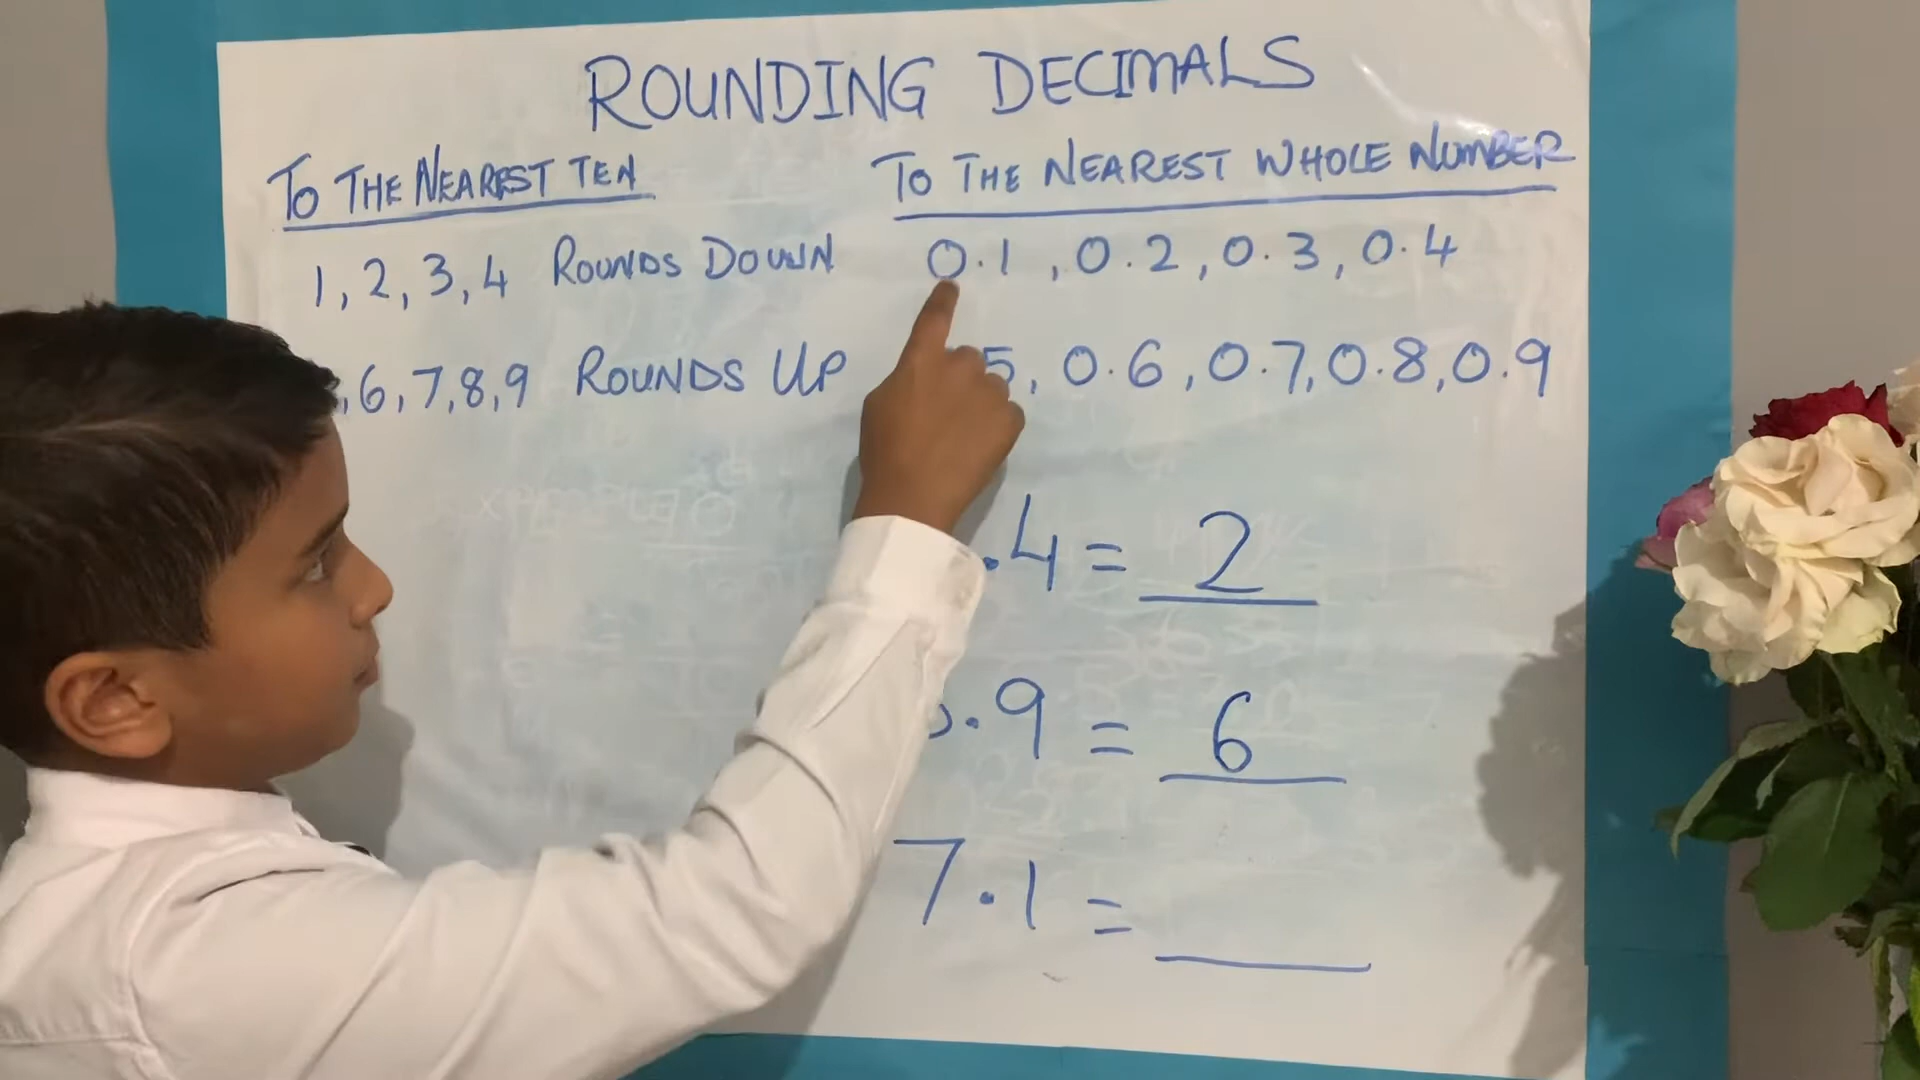 ROUNDING DECIMALS
TO THE NEAREST TEN
1, 2, 3, 4 ROUNDS DOWN
, 6, 7, 8, 9 ROUNDS UP
TO THE NEAREST WHOLE NUMBER
0.1, 0.2, 0.3, 0.4
5, 0.6, 0.7, 0.8, 0.9
.4 = 2
.9 = 6
7.1 =